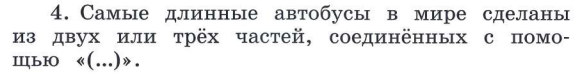 4. Самые длинные автобусы в мире сделаны
из двух или трёх частей, соединённых с помо-
щью «(...)».